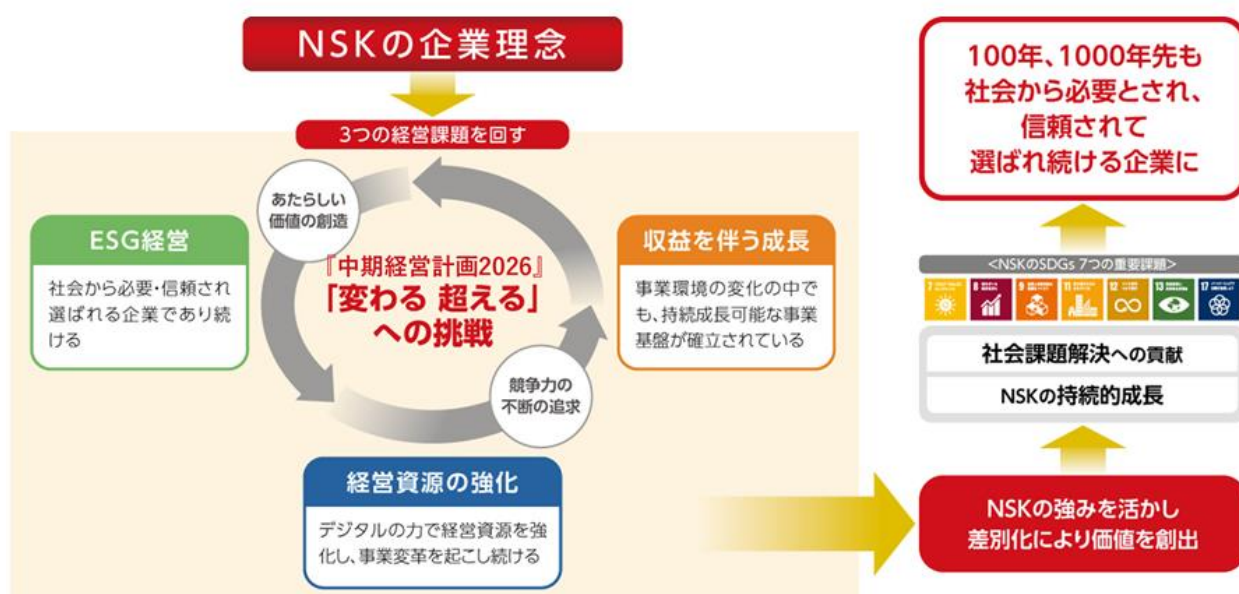 NSKの企業理念
3つの経営課題を回す
あたらしい
価値の創造
ESG経営
社会から必要・信頼され
選ばれる企業であり続
ける
『中期経営計画2026』
「変わる 超える」
への挑戦
収益を伴う成長
事業環境の変化の中で
も、持続成長可能な事業
基盤が確立されている
競争力の
不断の追求
経営資源の強化
デジタルの力で経営資源を強
化し、事業変革を起こし続ける
100年、1000年先も
社会から必要とされ、
信頼されて
選ばれ続ける企業に
<NSKのSDGs 7つの重要課題>
7
8
9
11
12
13
17
社会課題解決への貢献
NSKの持続的成長
NSKの強みを活かし
差別化により価値を創出